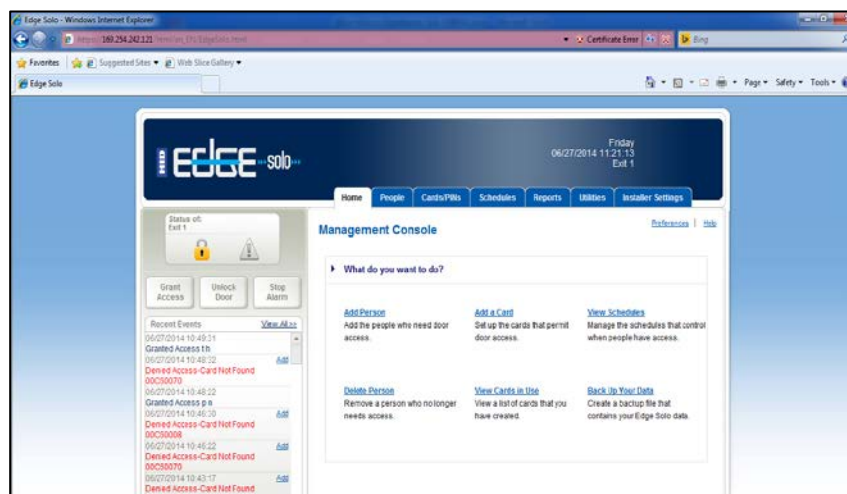 Edge Solo - Windows Internet Explorer
https://169.254.242.121/html/en_EN/EdgeSolo.html
Certificate Error
Bing
Favorites
Suggested Sites
Web Slice Gallery
Edge Solo
Page
Safety
Tools
HID EDGE solo
Friday
06/27/2014 11:21:13
Exit 1
Home People Cards/PINs Schedules Reports Utilities Installer Settings
Status of:
Exit 1
Management Console
Preferences | Help
Grant Access
Unlock Door
Stop Alarm
What do you want to do?
Add Person
Add the people who need door
access.
Add a Card
Set up the cards that permit
door access.
View Schedules
Manage the schedules that control
when people have access.
Delete Person
Remove a person who no longer
needs access.
View Cards in Use
View a list of cards that you
have created.
Back Up Your Data
Create a backup file that
contains your Edge Solo data.
Recent Events View All >>
06/27/2014 10:49:31
Granted Access t h
06/27/2014 10:48:32 Add
Denied Access-Card Not Found
00C50070
06/27/2014 10:48:22
Granted Access p a
06/27/2014 10:46:30 Add
Denied Access-Card Not Found
00C50008
06/27/2014 10:46:22 Add
Denied Access-Card Not Found
00C50070
06/27/2014 10:43:17 Add
Denied Access-Card Not Found